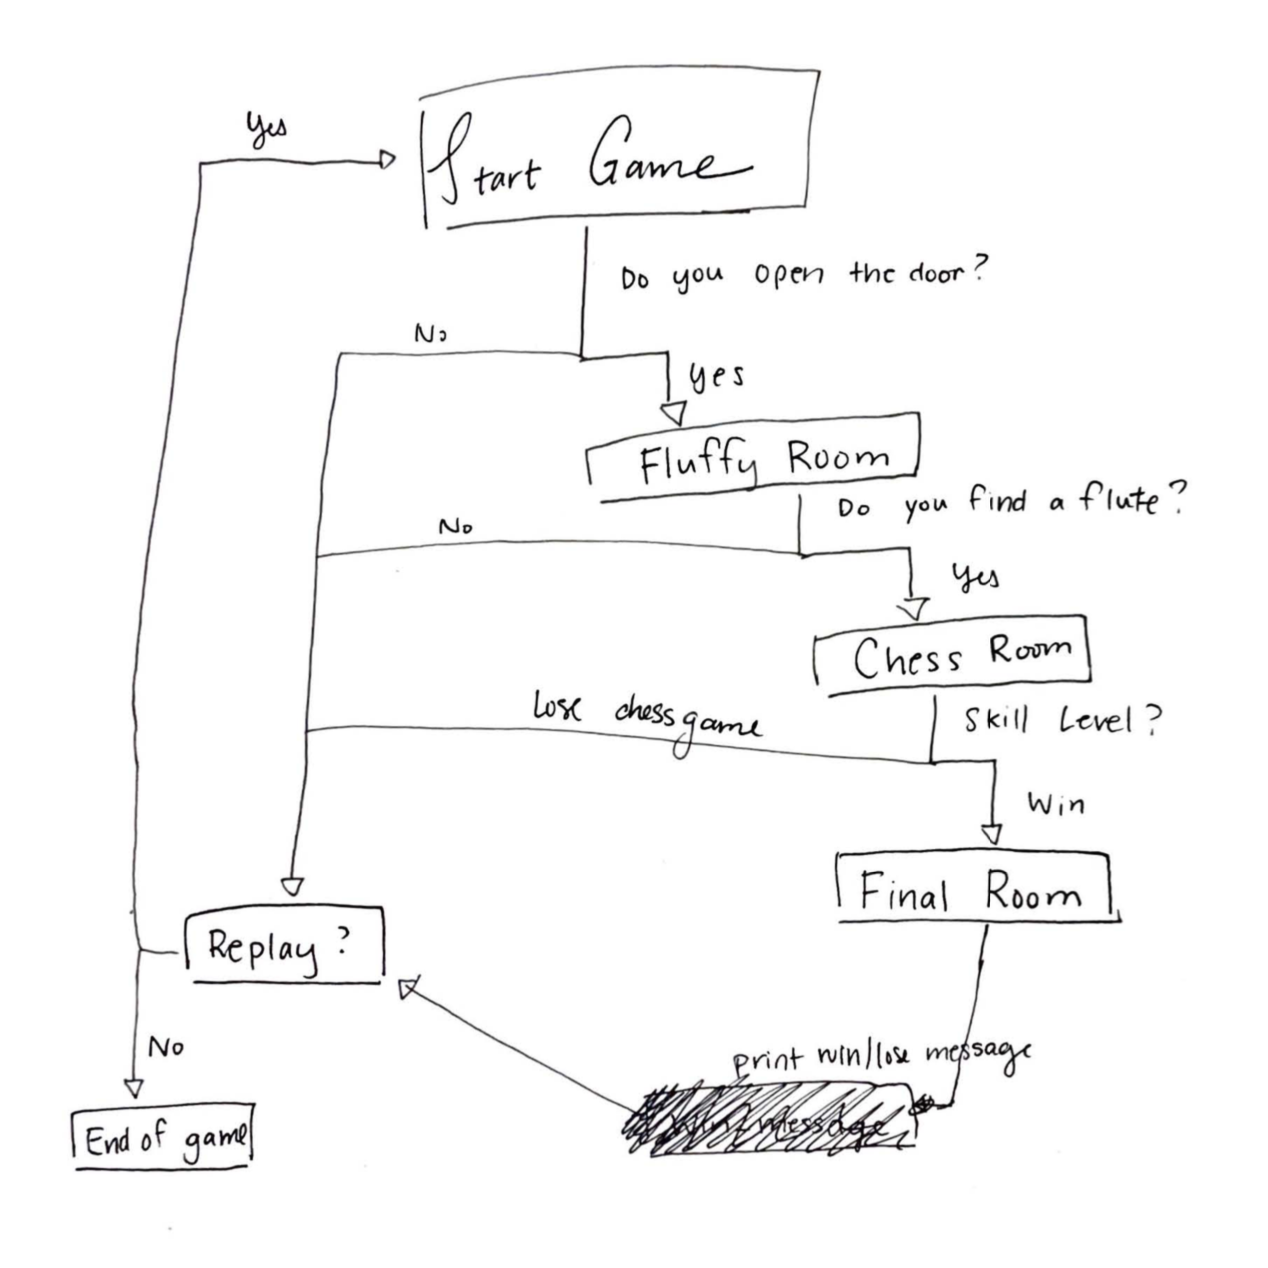 Yes
Start Game
Do you open the door?
No
yes
Fluffy Room
Do you find a flute?
No
Yes
Chess Room
Skill Level?
Lose chess game
Win
Final Room
Replay?
No
print win/lose message
End of game